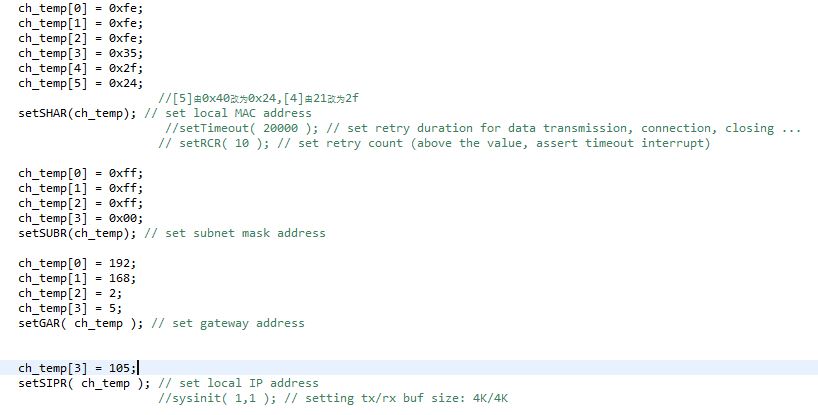 ch_temp[0] = 0xfe;
ch_temp[1] = 0xfe;
ch_temp[2] = 0xfe;
ch_temp[3] = 0x35;
ch_temp[4] = 0x2f;
ch_temp[5] = 0x24;
//[5]由0x40改为0x24,[4]由21改为2f
setSHAR(ch_temp); // set local MAC address
//setTimeout( 20000 ); // set retry duration for data transmission, connection, closing ...
// setRCR( 10 ); // set retry count (above the value, assert timeout interrupt)
ch_temp[0] = 0xff;
ch_temp[1] = 0xff;
ch_temp[2] = 0xff;
ch_temp[3] = 0x00;
setSUBR(ch_temp); // set subnet mask address
ch_temp[0] = 192;
ch_temp[1] = 168;
ch_temp[2] = 2;
ch_temp[3] = 5;
setGAR( ch_temp ); // set gateway address
ch_temp[3] = 105;
setSIPR( ch_temp ); // set local IP address
//sysinit( 1,1 ); // setting tx/rx buf size: 4K/4K